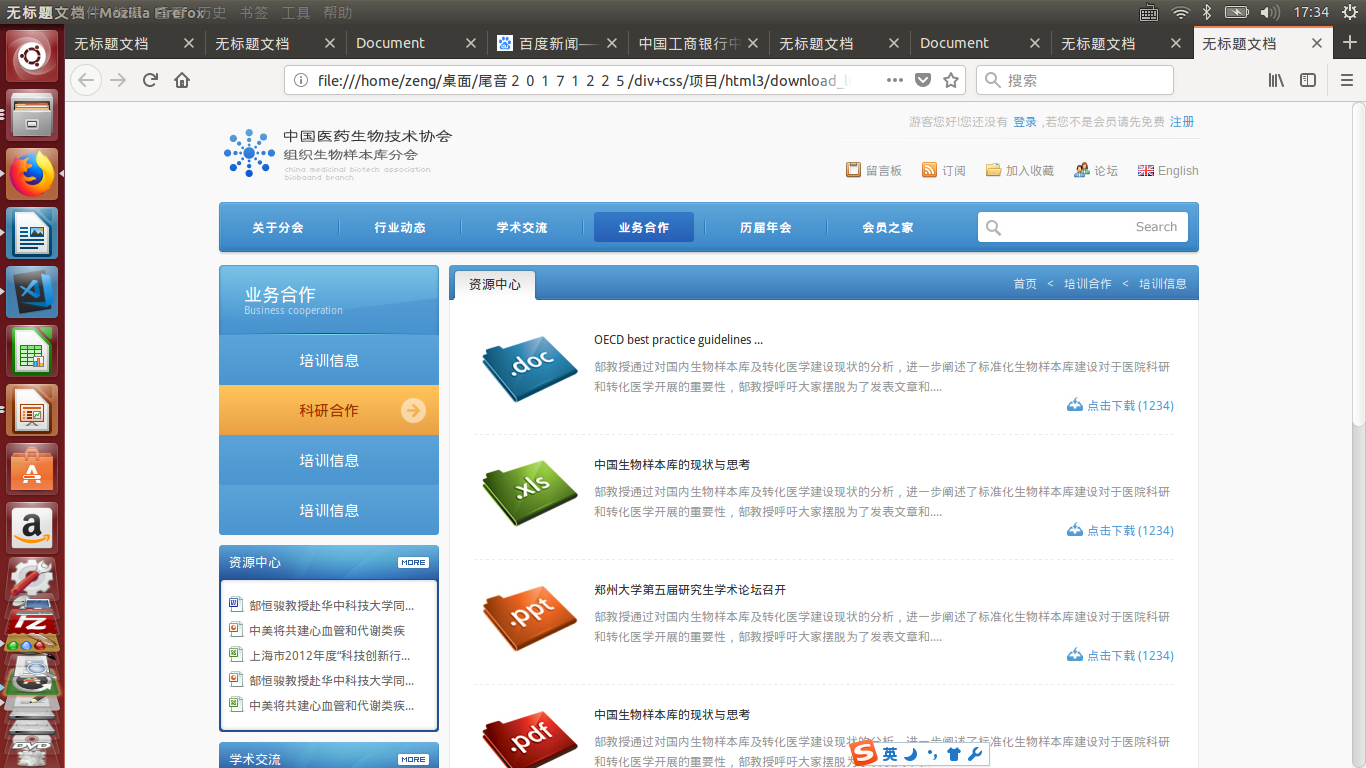 无标题文档 - Mozilla Firefox
历史 书签 工具 帮助
17:34
无标题文档 无标题文档 Document 百度新闻— 中国工商银行中 无标题文档 Document 无标题文档 无标题文档
file:///home/zeng/桌面/尾音２０１７１２２５/div+css/项目/html3/download_l
搜索
游客您好!您还没有 登录 ,若您不是会员请先免费 注册
中国医药生物技术协会
组织生物样本库分会
china medicinal biotech association
biobaand branch
留言板 订阅 加入收藏 论坛 English
关于分会 行业动态 学术交流 业务合作 历届年会 会员之家 Search
业务合作
Business cooperation
培训信息
科研合作
培训信息
培训信息
资源中心 MORE
郜恒骏教授赴华中科技大学同...
中美将共建心血管和代谢类疾
上海市2012年度“科技创新行...
郜恒骏教授赴华中科技大学同...
中美将共建心血管和代谢类疾...
学术交流 MORE
资源中心 首页 < 培训合作 < 培训信息
.doc
OECD best practice guidelines ...
郜教授通过对国内生物样本库及转化医学建设现状的分析，进一步阐述了标准化生物样本库建设对于医院科研
和转化医学开展的重要性，郜教授呼吁大家摆脱为了发表文章和....
点击下载 (1234)
.xls
中国生物样本库的现状与思考
郜教授通过对国内生物样本库及转化医学建设现状的分析，进一步阐述了标准化生物样本库建设对于医院科研
和转化医学开展的重要性，郜教授呼吁大家摆脱为了发表文章和....
点击下载 (1234)
.ppt
郑州大学第五届研究生学术论坛召开
郜教授通过对国内生物样本库及转化医学建设现状的分析，进一步阐述了标准化生物样本库建设对于医院科研
和转化医学开展的重要性，郜教授呼吁大家摆脱为了发表文章和....
点击下载 (1234)
.pdf
中国生物样本库的现状与思考
郜教授通过对国内生物样本库及转化医学建设现状的分析，进一步阐述了标准化生物样本库建设对于医院科研
和转化医学开展的重要性，郜教授呼吁大家摆脱为
英